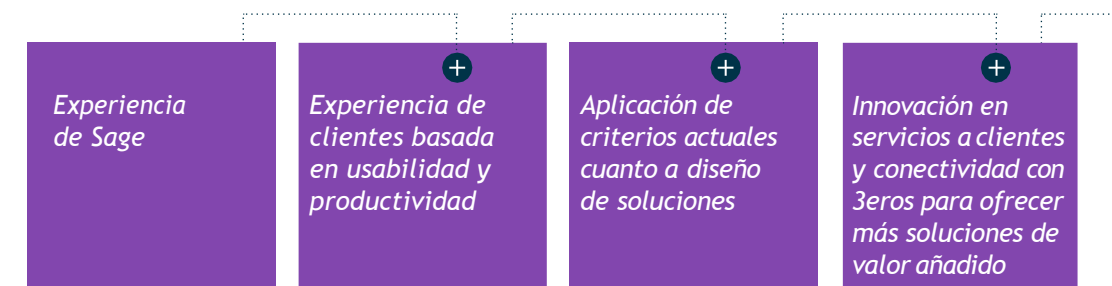 Experiencia
de Sage
+
Experiencia de
clientes basada
en usabilidad y
productividad
+
Aplicación de
criterios actuales
cuanto a diseño
de soluciones
+
Innovación en
servicios a clientes
y conectividad con
3eros para ofrecer
más soluciones de
valor añadido